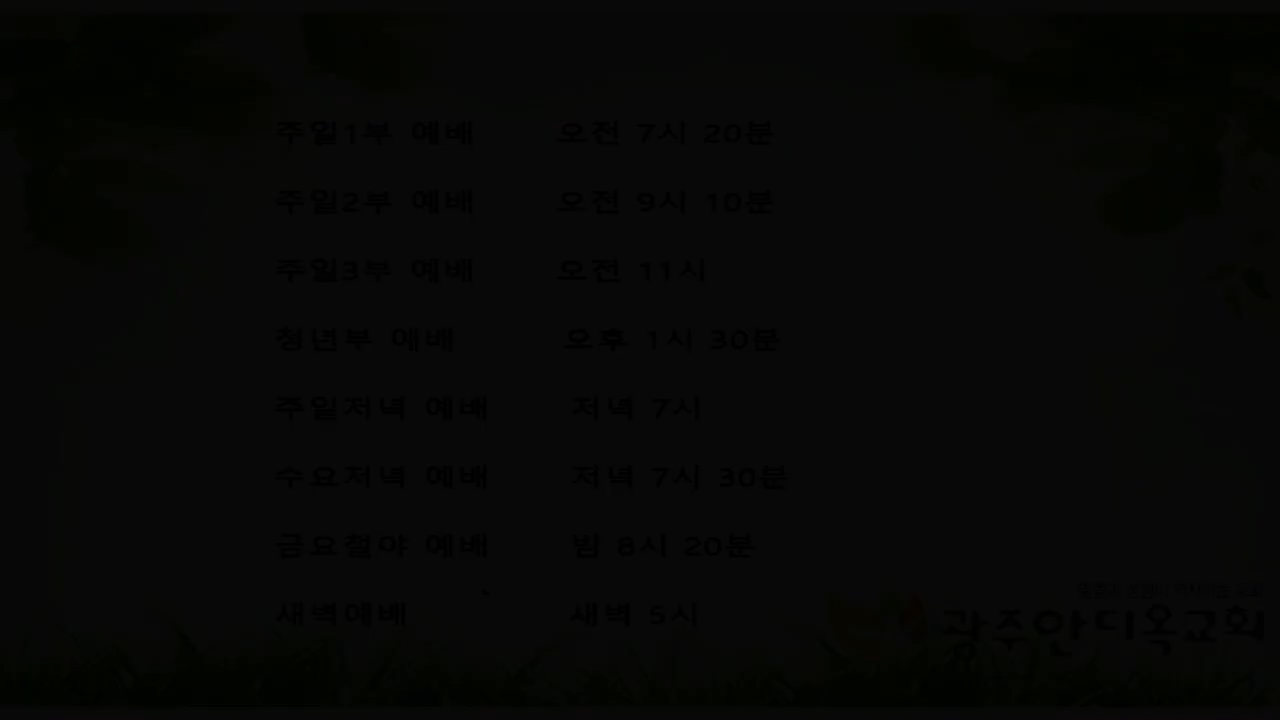 주일1부 예배 오전 7시 20분
주일2부 예배 오전 9시 10분
주일3부 예배 오전 11시
청년부 예배 오후 1시 30분
주일저녁 예배 저녁 7시
수요저녁 예배 저녁 7시 30분
금요철야 예배 밤 8시 20분
새벽예배 새벽 5시
광주안디옥교회